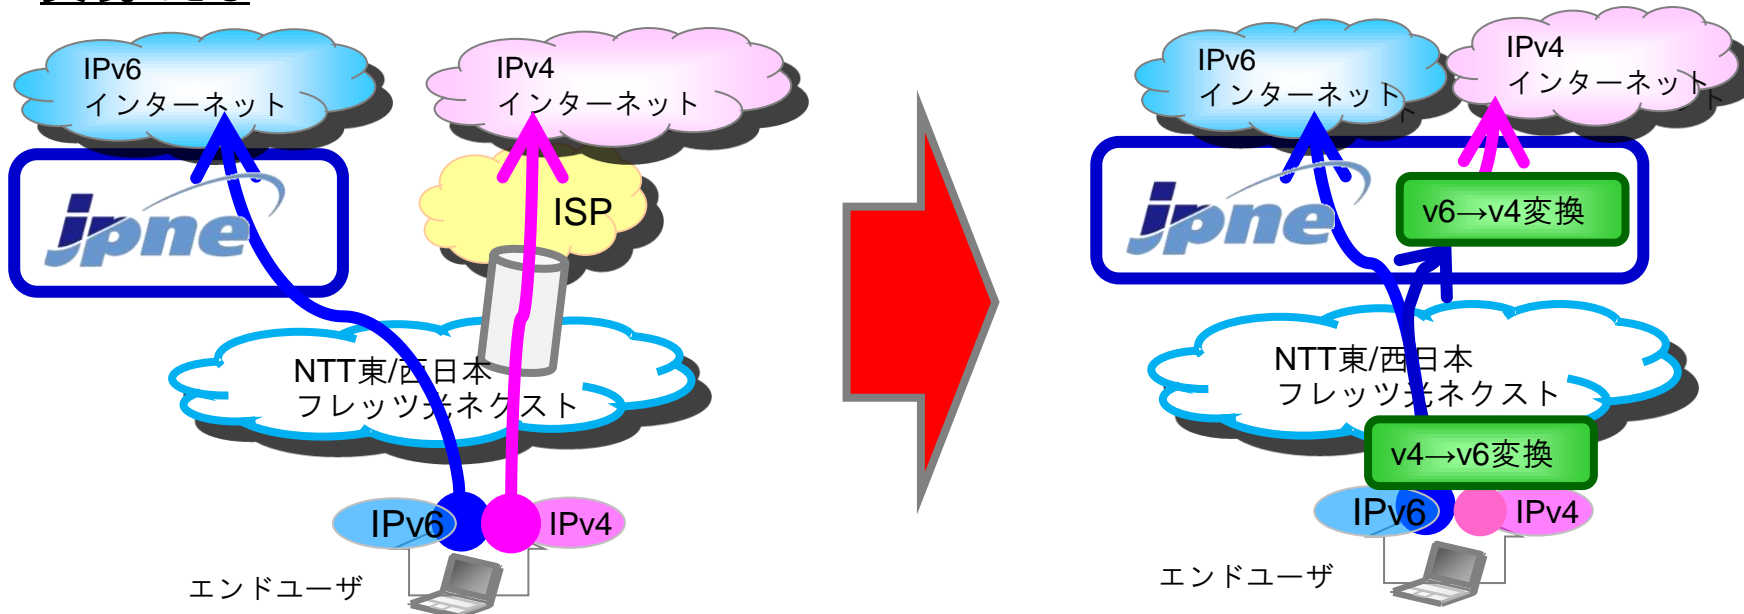 IPv6
インターネット
IPv4
インターネット
jpne
ISP
NTT東/西日本
フレッツ光ネクスト
IPv6
IPv4
エンドユーザ
IPv6
インターネット
IPv4
インターネット
jpne
v6→v4変換
NTT東/西日本
フレッツ光ネクスト
v4→v6変換
IPv6
IPv4
エンドユーザ